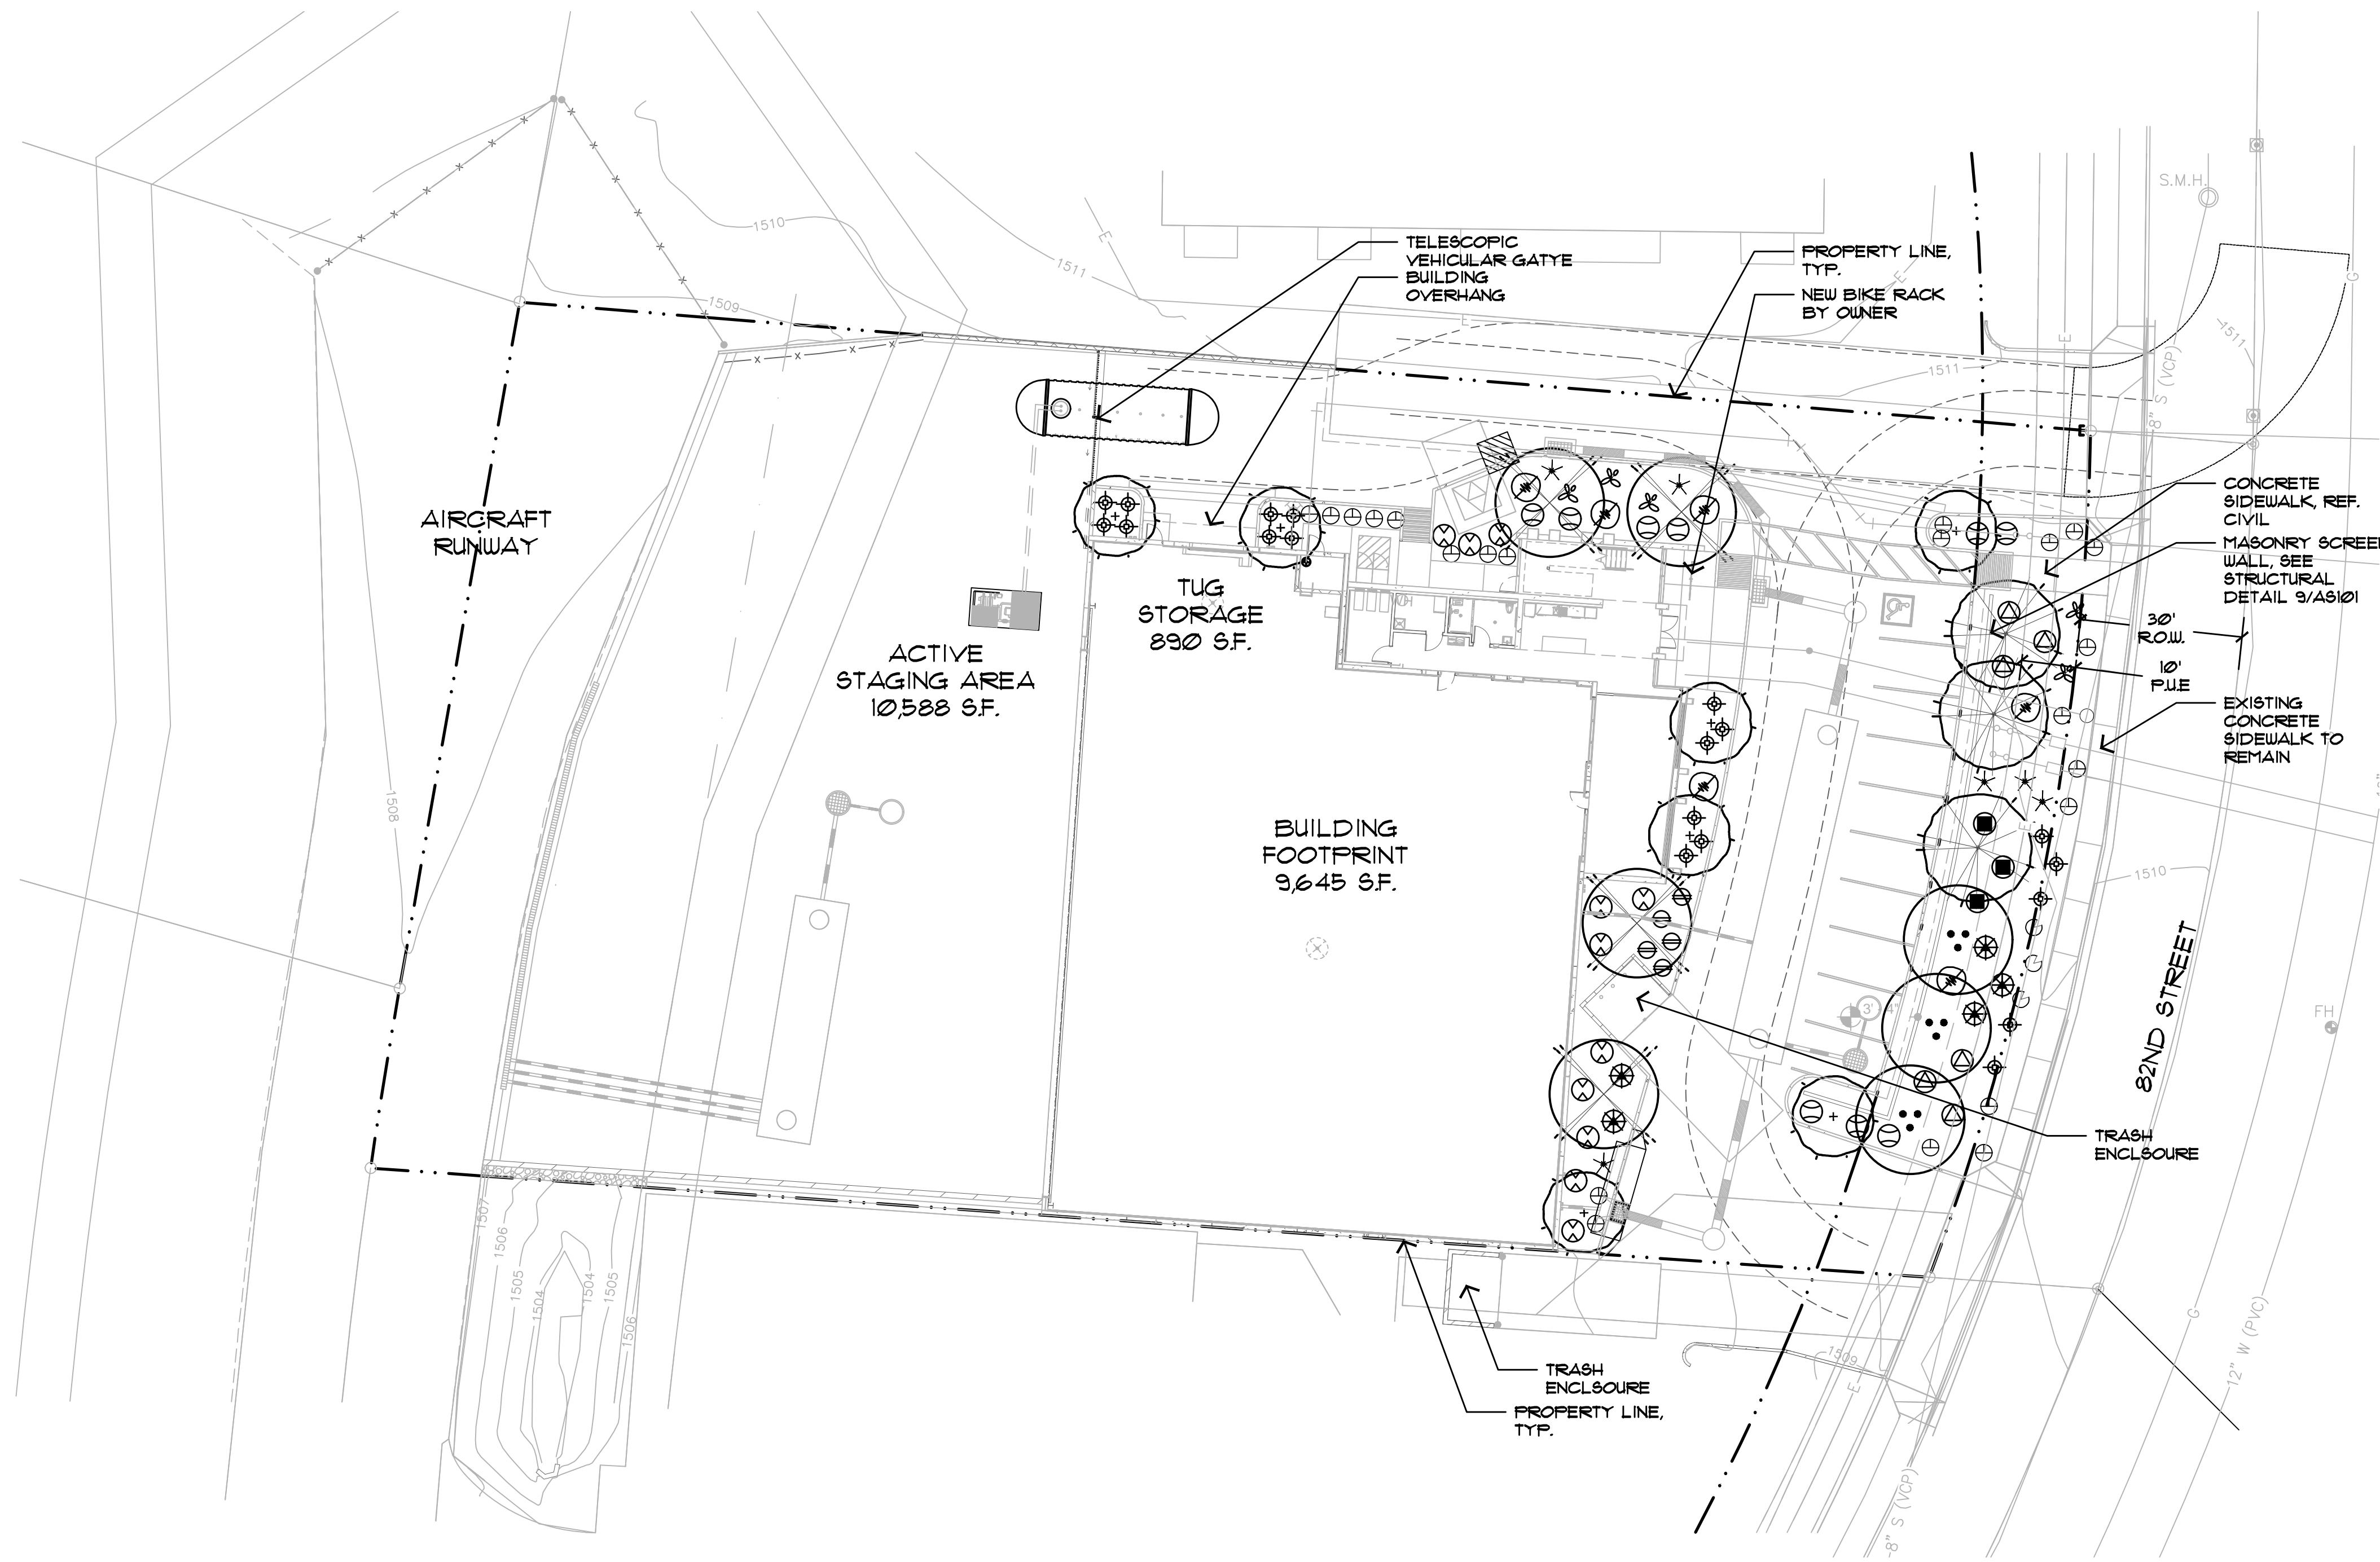 S.M.H.
1510
1511
1509
TELESCOPIC
VEHICULAR GATYE
BUILDING
OVERHANG
PROPERTY LINE,
TYP.
NEW BIKE RACK
BY OWNER
E
E
E
E
G
1511
1511
8" S (VCP)
AIRCRAFT
RUNWAY
CONCRETE
SIDEWALK, REF.
CIVIL
MASONRY SCREE
WALL, SEE
STRUCTURAL
DETAIL 9/AS101
30'
R.O.W.
10'
P.U.E
EXISTING
CONCRETE
SIDEWALK TO
REMAIN
TUG
STORAGE
890 S.F.
ACTIVE
STAGING AREA
10,588 S.F.
1508
BUILDING
FOOTPRINT
9,645 S.F.
E
1510
82ND STREET
3'
4"
FH
TRASH
ENCLSOURE
1507
1506
1505
1504
1504
1505
1506
TRASH
ENCLSOURE
PROPERTY LINE,
TYP.
1509
E
G
12" W (PVC)
8" S (VCP)